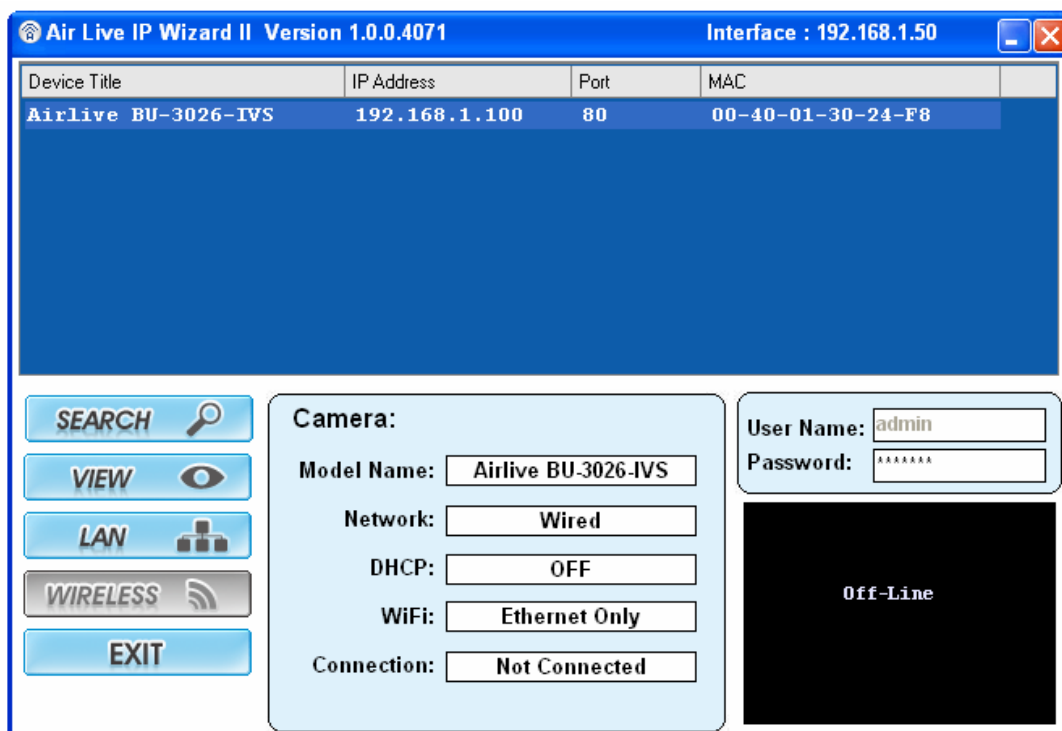 Air Live IP Wizard II Version 1.0.0.4071 Interface : 192.168.1.50
Device Title IP Address Port MAC
Airlive BU-3026-IVS 192.168.1.100 80 00-40-01-30-24-F8
SEARCH
VIEW
LAN
WIRELESS
EXIT
Camera:
Model Name: Airlive BU-3026-IVS
Network: Wired
DHCP: OFF
WiFi: Ethernet Only
Connection: Not Connected
User Name: admin
Password: *******
Off-Line